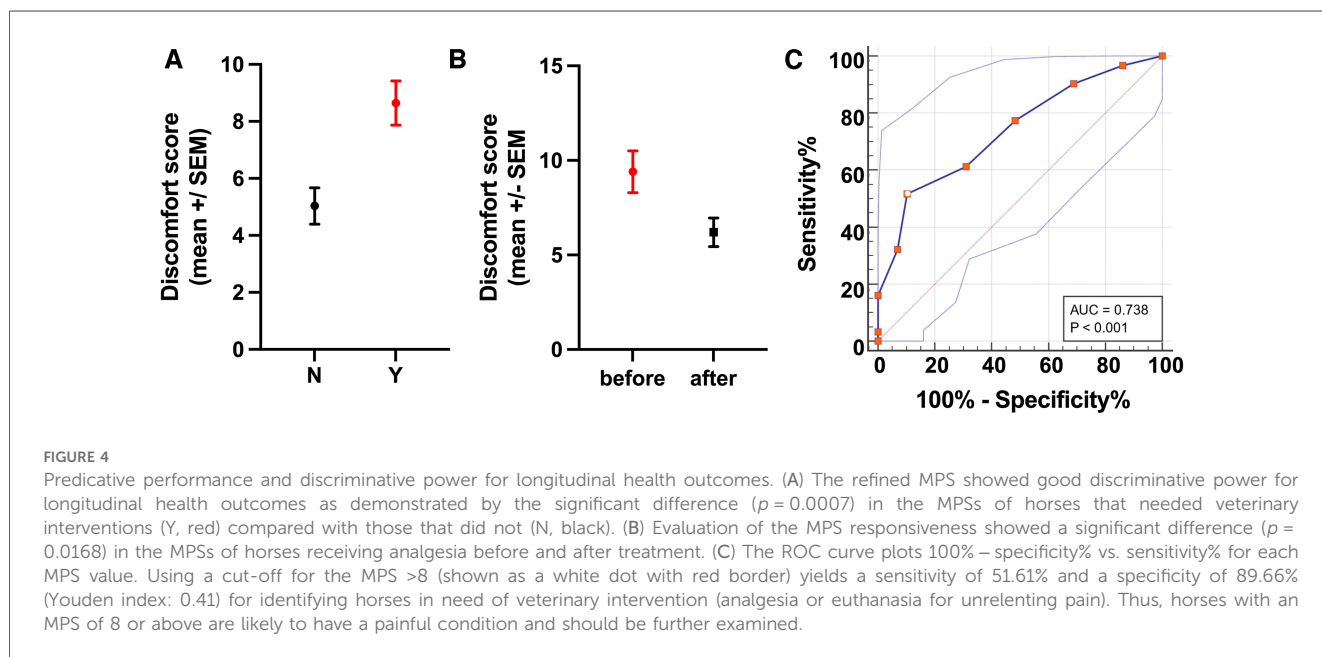 A
Discomfort score
(mean +/ SEM)
10
8
6
4
2
0
N
Y
B
Discomfort score
(mean +/- SEM
15
10
5
0
before
after
C
Sensitivity%
100
80
60
40
20
0
0
20
40
60
80
100
100% - Specificity%
AUC = 0.738
P < 0.001
FIGURE 4
Predicative performance and discriminative power for longitudinal health outcomes. (A) The refined MPS showed good discriminative power for
longitudinal health outcomes as demonstrated by the significant difference (p = 0.0007) in the MPSs of horses that needed veterinary
interventions (Y, red) compared with those that did not (N, black). (B) Evaluation of the MPS responsiveness showed a significant difference (p =
0.0168) in the MPSs of horses receiving analgesia before and after treatment. (C) The ROC curve plots 100% – specificity% vs. sensitivity% for each
MPS value. Using a cut-off for the MPS >8 (shown as a white dot with red border) yields a sensitivity of 51.61% and a specificity of 89.66%
(Youden index: 0.41) for identifying horses in need of veterinary intervention (analgesia or euthanasia for unrelenting pain). Thus, horses with an
MPS of 8 or above are likely to have a painful condition and should be further examined.